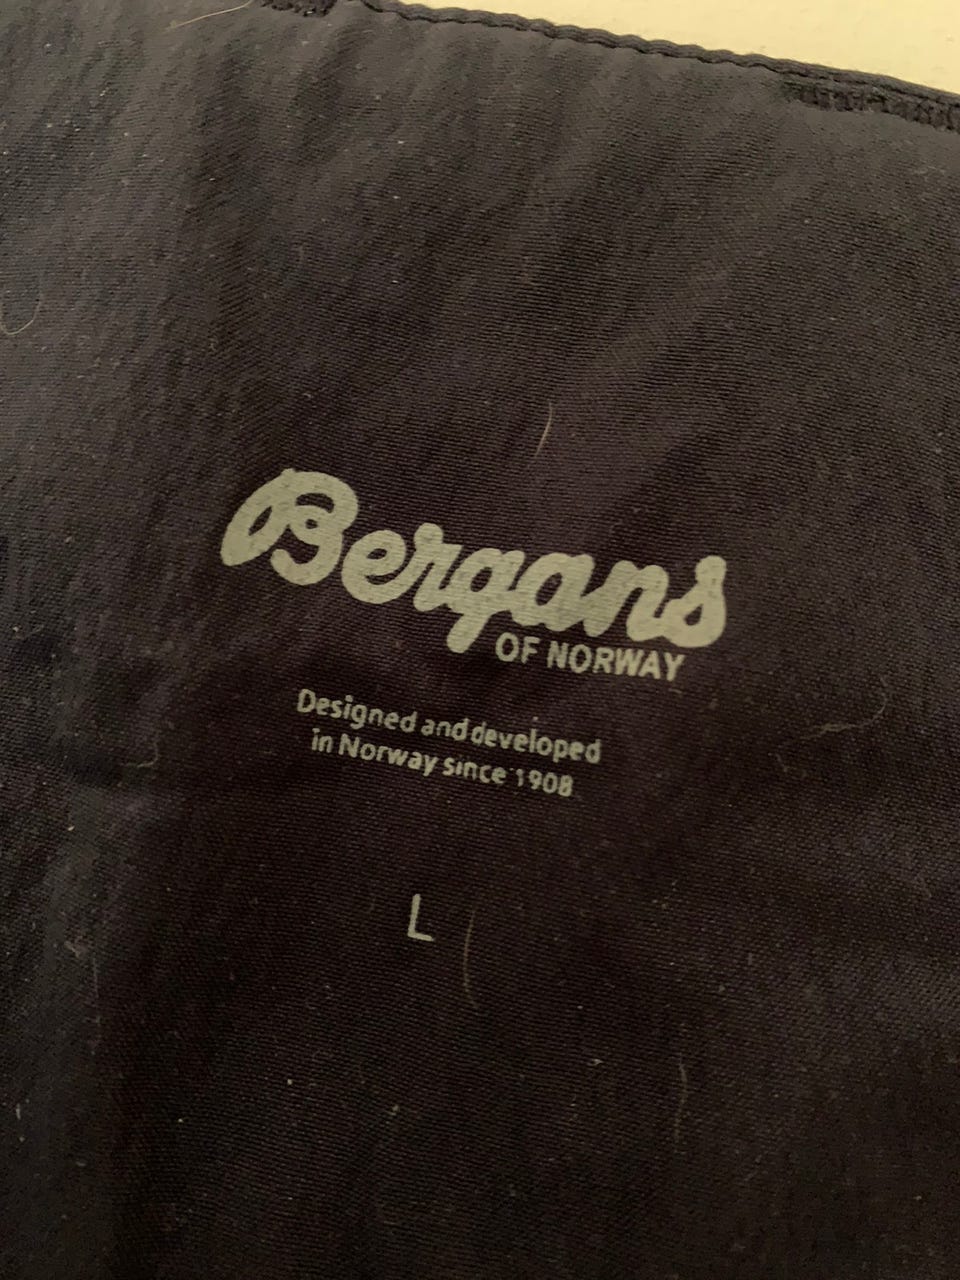 Bergans
OF NORWAY
Designed and developed
in Norway since 1908
L